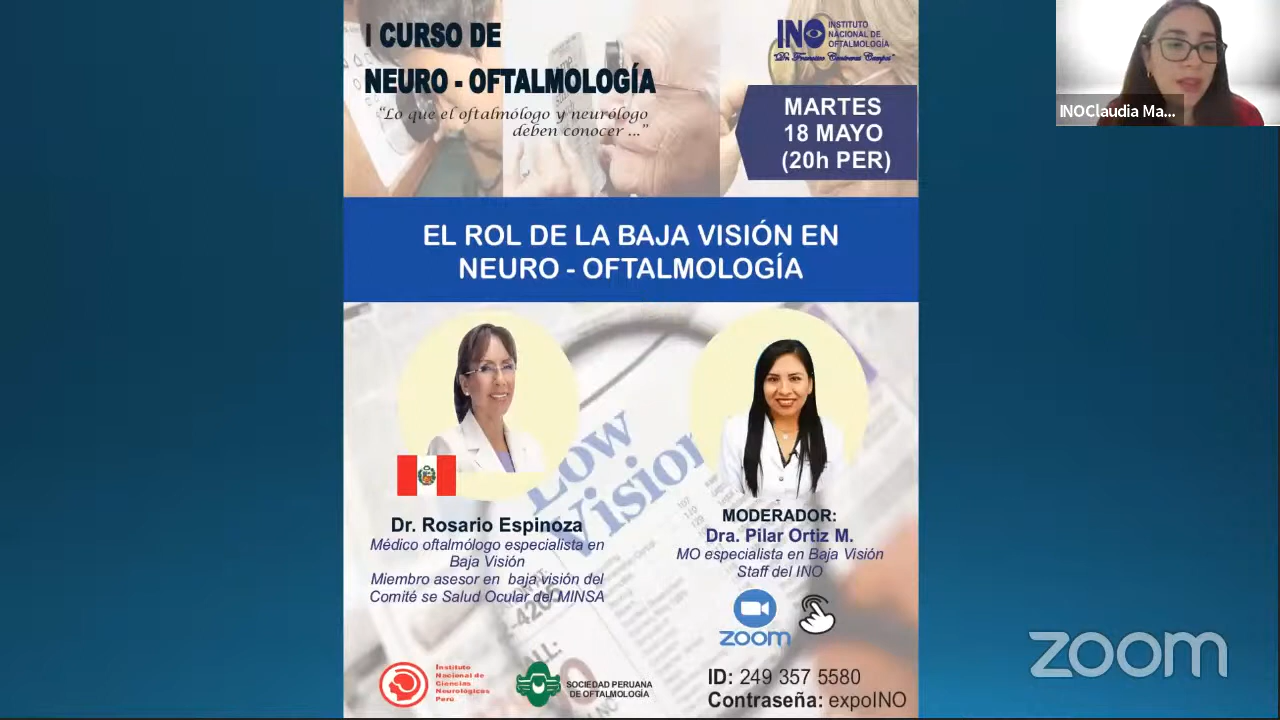 I CURSO DE
NEURO - OFTALMOLOGÍA
"Lo que el oftalmólogo y neurólogo
deben conocer ..."
INO
INSTITUTO
NACIONAL DE
OFTALMOLOGÍA
"Dr. Francisco Contreras Campos"
MARTES
18 MAYO
(20h PER)
INOClaudia Ma...
EL ROL DE LA BAJA VISIÓN EN
NEURO - OFTALMOLOGÍA
Low
Vision
Dr. Rosario Espinoza
Médico oftalmólogo especialista en
Baja Visión
Miembro asesor en baja visión del
Comité se Salud Ocular del MINSA
MODERADOR:
Dra. Pilar Ortiz M.
MO especialista en Baja Visión
Staff del INO
zoom
Instituto
Nacional de
Ciencias
Neurológicas
Perú
SOCIEDAD PERUANA
DE OFTALMOLOGÍA
ID: 249 357 5580
Contraseña: expoINO
zoom